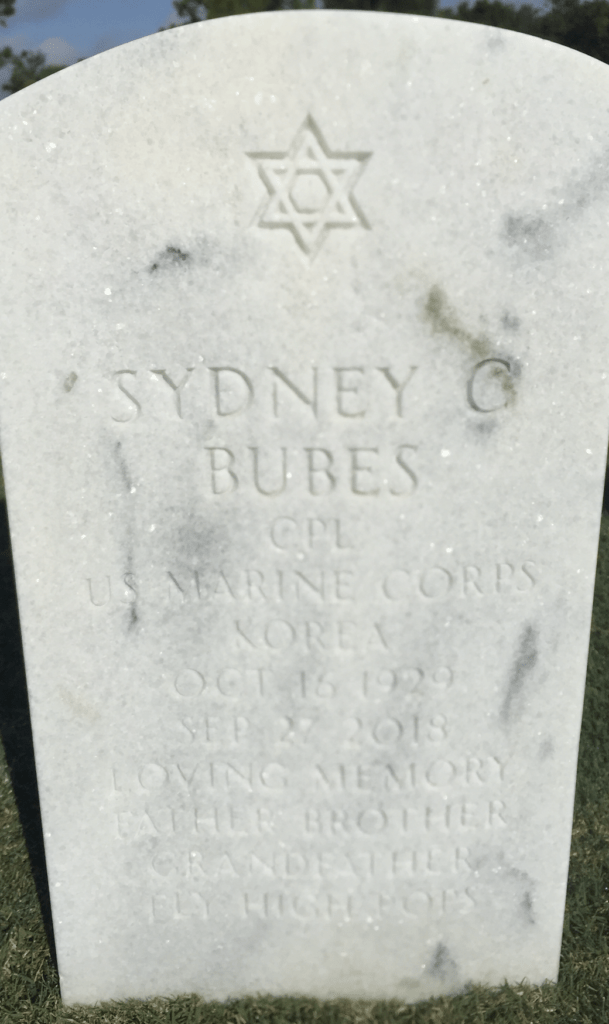 SYDNEY G
BUBES
CPL
US MARINE CORPS
KOREA
OCT 16 1929
SEP 27 2018
LOVING MEMORY
FATHER BROTHER
GRANDFATHER
FLY HIGH POPS